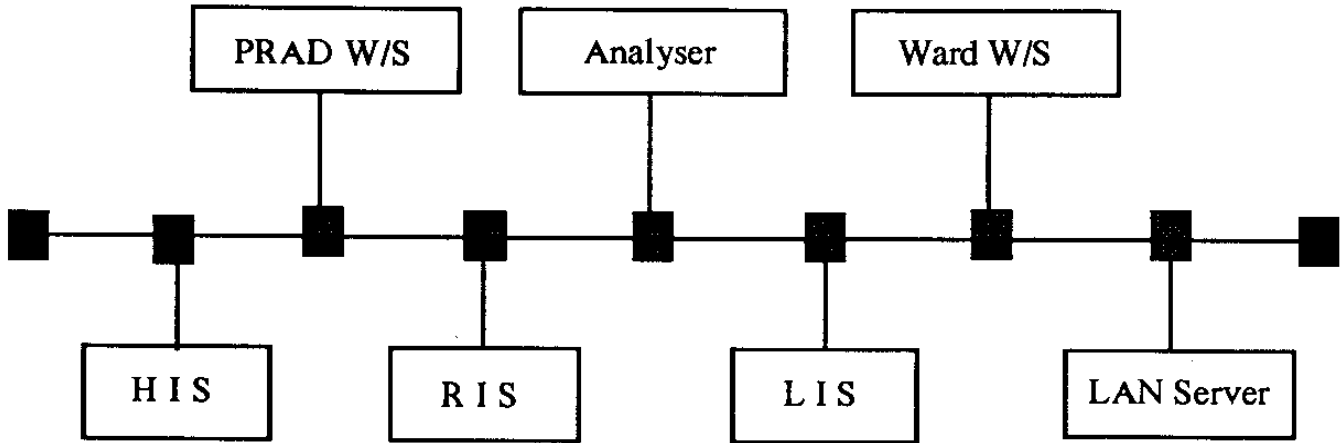 PRAD W/S
Analyser
Ward W/S
H I S
R I S
L I S
LAN Server